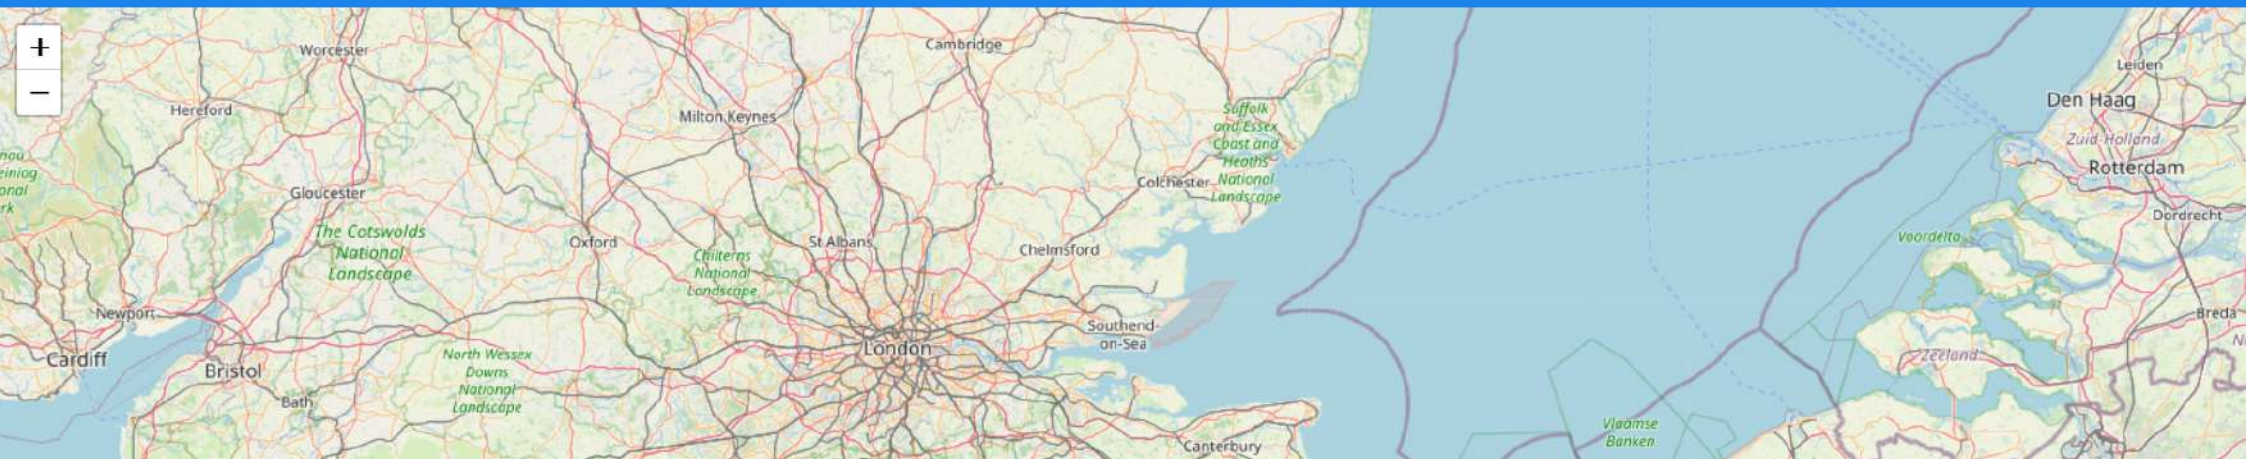 +
−
Worcester
Cambridge
Leiden
Den Haag
Hereford
Milton Keynes
Suffolk
and Essex
Coast and
Heaths
National
Landscape
Zuid-Holland
Rotterdam
Colchester
Gloucester
Dordrecht
The Cotswolds
National
Landscape
Oxford
St Albans
Chelmsford
Voordelta
Chilterns
National
Landscape
Newport
Southend-
on-Sea
Breda
London
Cardiff
Bristol
North Wessex
Downs
National
Landscape
Zeeland
Bath
Vlaamse
Banken
Canterbury